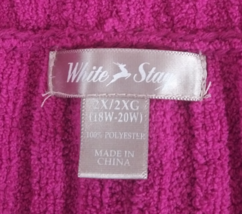 White Stag
2X/2XG
(18W-20W)
100% POLYESTER
MADE IN
CHINA